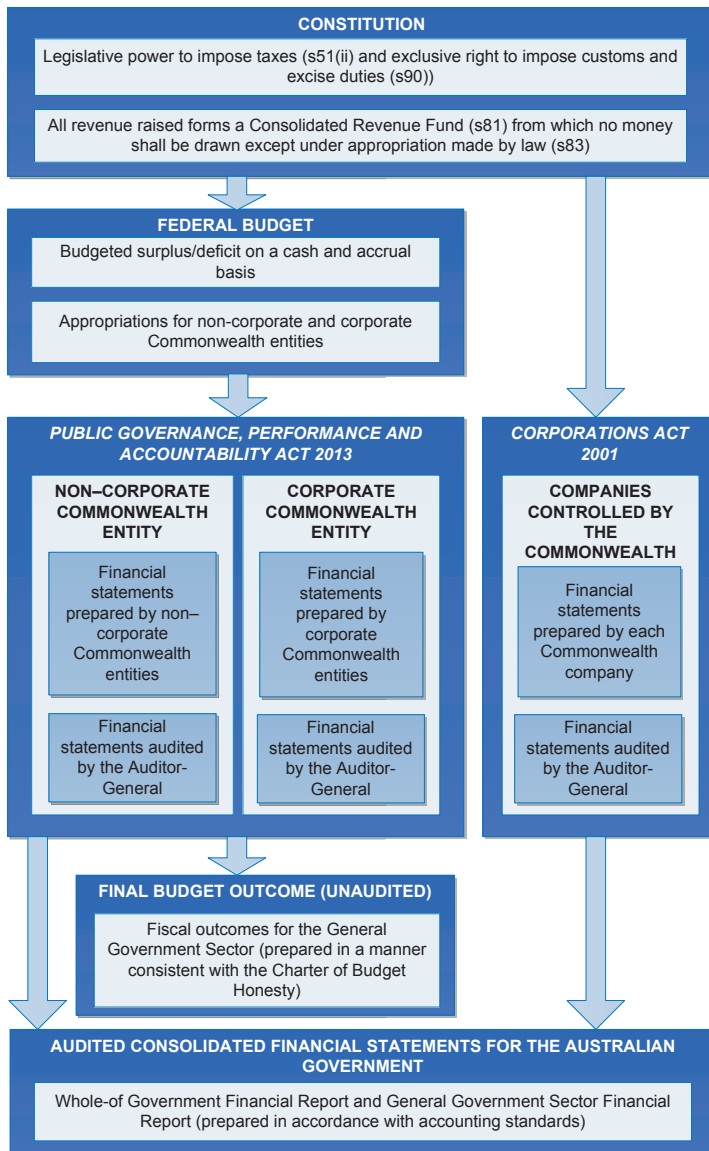 CONSTITUTION
Legislative power to impose taxes (s51(ii) and exclusive right to impose customs and
excise duties (s90))
All revenue raised forms a Consolidated Revenue Fund (s81) from which no money
shall be drawn except under appropriation made by law (s83)
FEDERAL BUDGET
Budgeted surplus/deficit on a cash and accrual
basis
Appropriations for non-corporate and corporate
Commonwealth entities
PUBLIC GOVERNANCE, PERFORMANCE AND
ACCOUNTABILITY ACT 2013
NON–CORPORATE
COMMONWEALTH
ENTITY
Financial
statements
prepared by non–
corporate
Commonwealth
entities
Financial
statements audited
by the Auditor-
General
CORPORATE
COMMONWEALTH
ENTITY
Financial
statements
prepared by
corporate
Commonwealth
entities
Financial
statements audited
by the Auditor-
General
CORPORATIONS ACT
2001
COMPANIES
CONTROLLED BY
THE
COMMONWEALTH
Financial
statements
prepared by each
Commonwealth
company
Financial
statements audited
by the Auditor-
General
FINAL BUDGET OUTCOME (UNAUDITED)
Fiscal outcomes for the General
Government Sector (prepared in a manner
consistent with the Charter of Budget
Honesty)
AUDITED CONSOLIDATED FINANCIAL STATEMENTS FOR THE AUSTRALIAN
GOVERNMENT
Whole-of Government Financial Report and General Government Sector Financial
Report (prepared in accordance with accounting standards)